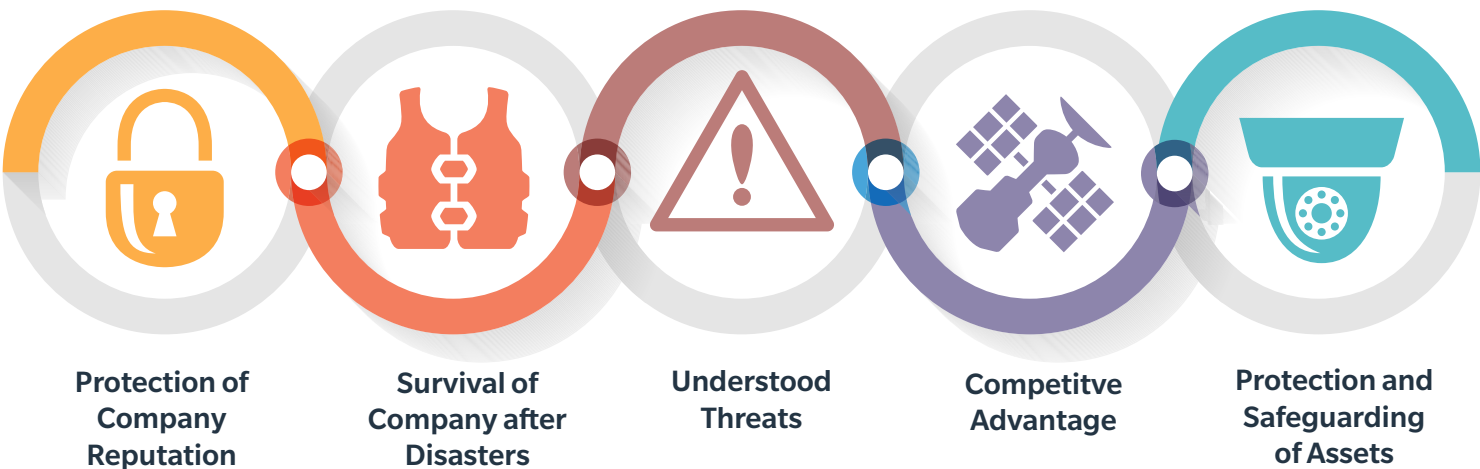 Protection of
Company
Reputation
Survival of
Company after
Disasters
Understood
Threats
Competitve
Advantage
Protection and
Safeguarding
of Assets